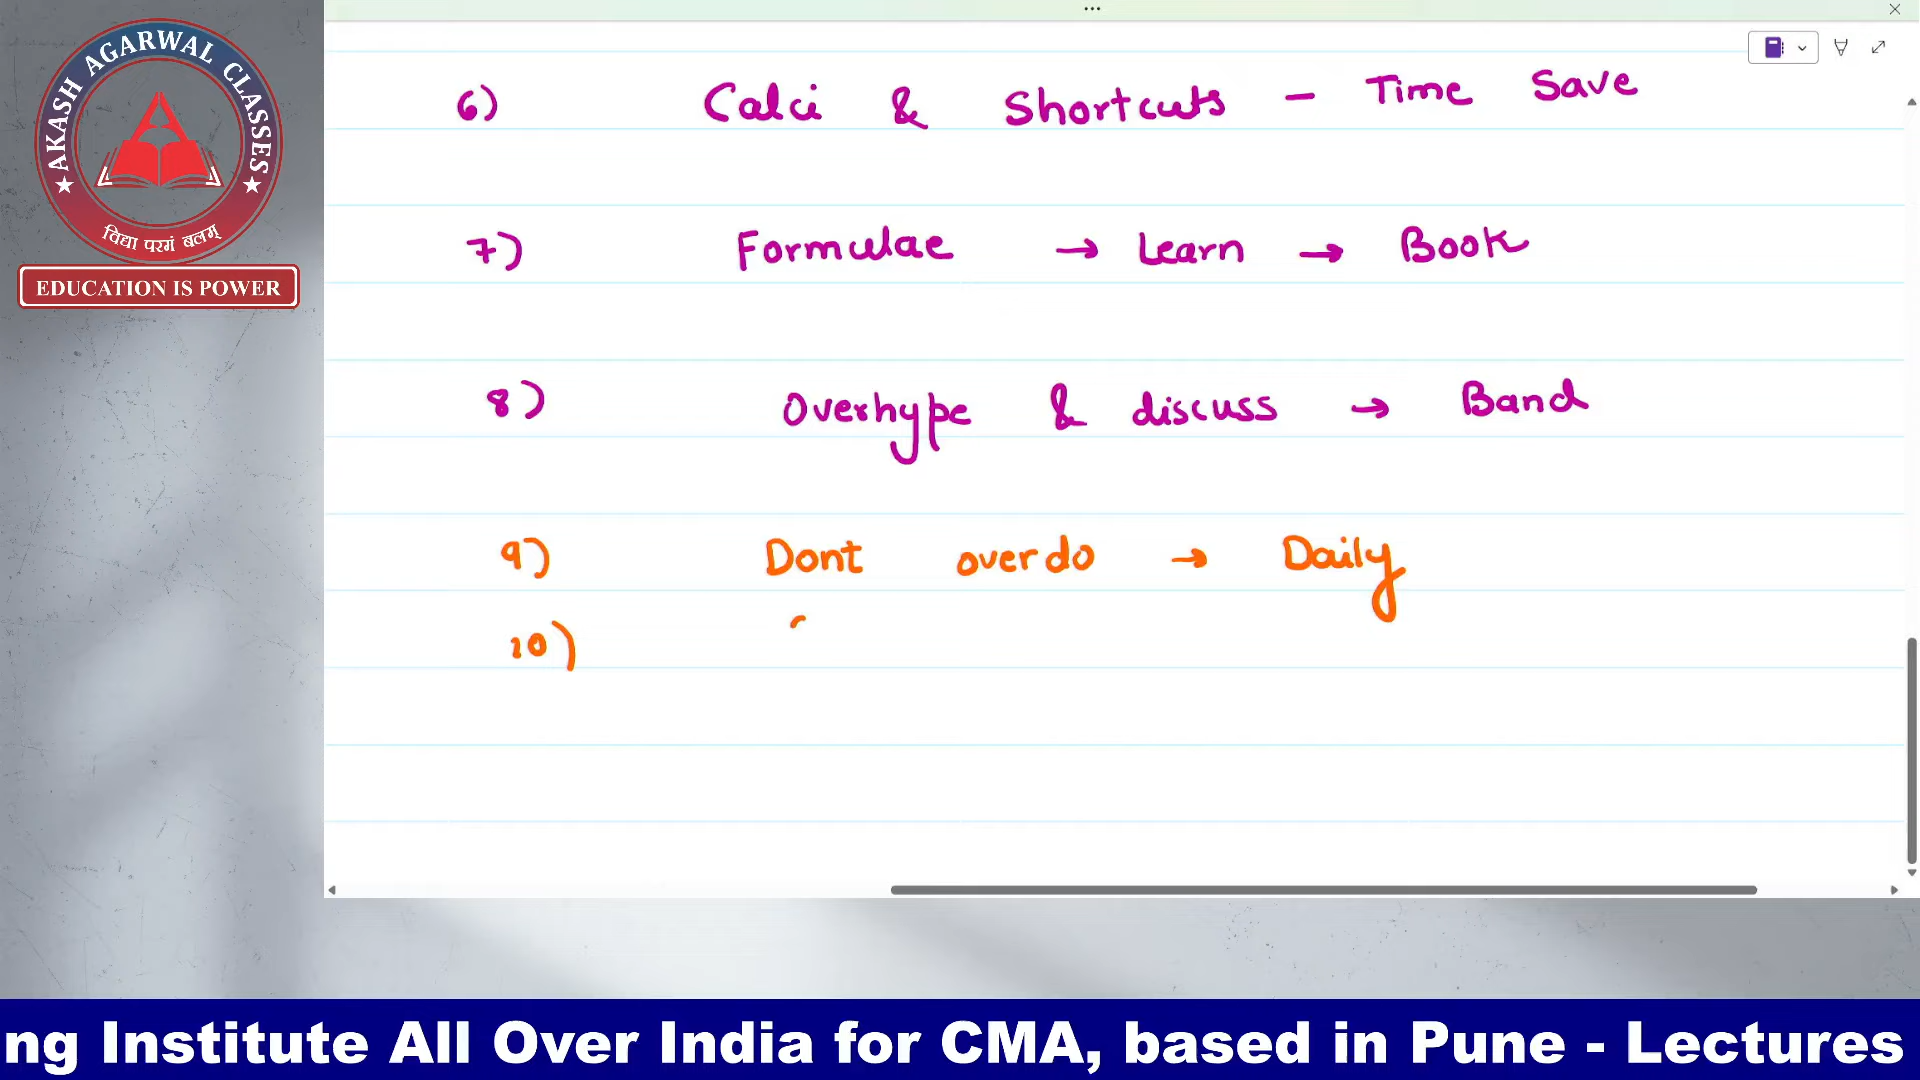 AKASH AGARWAL CLASSES
विद्या परमं बलम्
EDUCATION IS POWER
6) Calci & Shortcuts - Time Save
7) Formulae → Learn → Book
8) Overhype & discuss → Band
9) Dont overdo → Daily
10)
ng Institute All Over India for CMA, based in Pune - Lectures